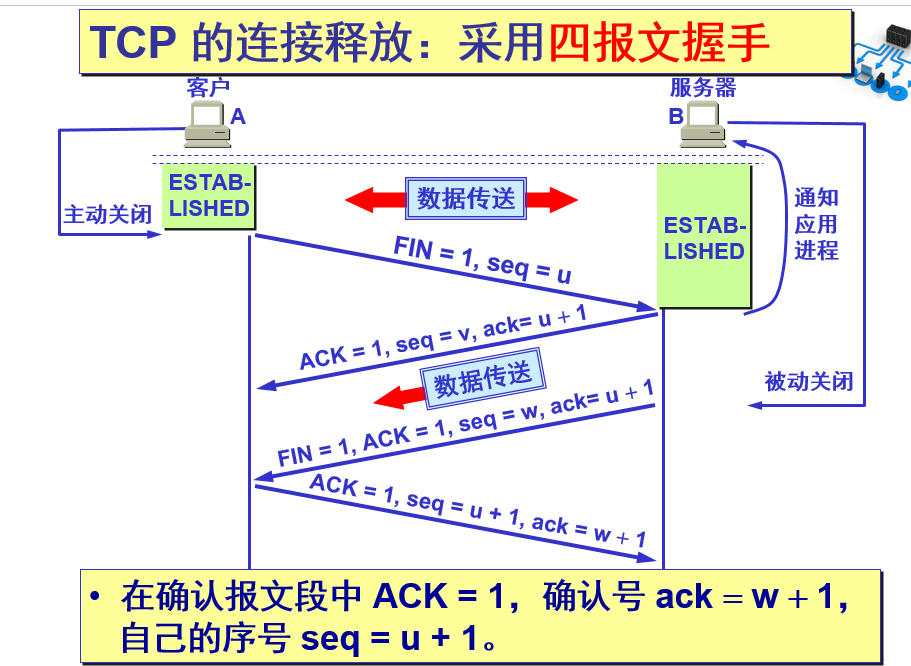 TCP 的连接释放：采用四报文握手
客户
服务器
A
B
ESTAB-
LISHED
数据传送
主动关闭
ESTAB-
LISHED
通知
应用
进程
FIN = 1, seq = u
ACK = 1, seq = v, ack= u + 1
数据传送
被动关闭
FIN = 1, ACK = 1, seq = w, ack= u + 1
ACK = 1, seq = u + 1, ack = w + 1
• 在确认报文段中 ACK = 1，确认号 ack = w + 1，
自己的序号 seq = u + 1。